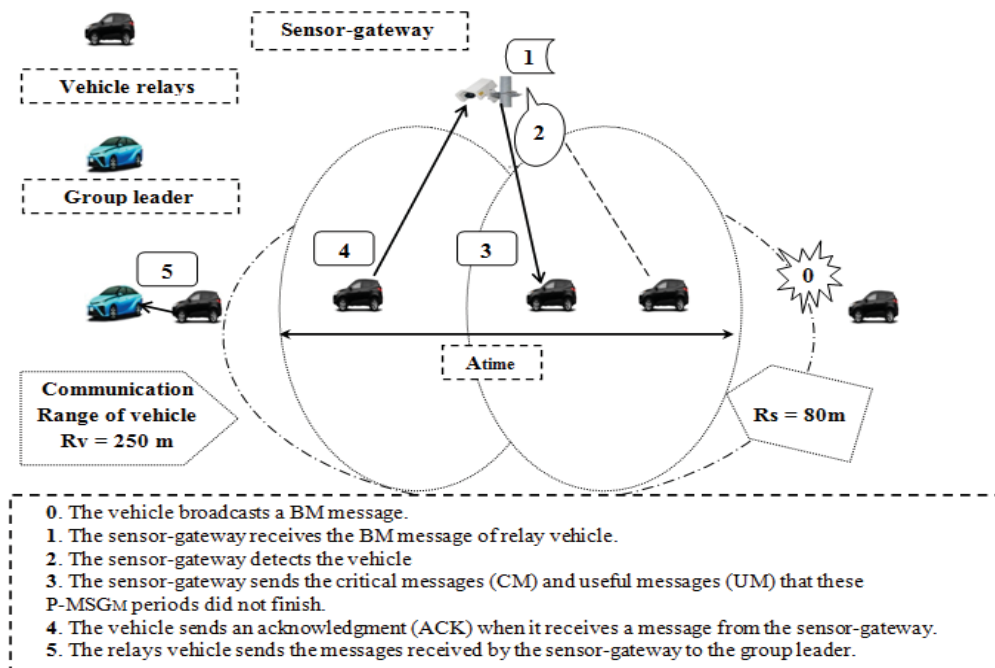 Sensor-gateway
1
Vehicle relays
2
Group leader
4
3
5
0
Atime
Communication
Range of vehicle
Rv = 250 m
Rs = 80m
0. The vehicle broadcasts a BM message.
1. The sensor-gateway receives the BM message of relay vehicle.
2. The sensor-gateway detects the vehicle
3. The sensor-gateway sends the critical messages (CM) and useful messages (UM) that these
P-MSGM periods did not finish.
4. The vehicle sends an acknowledgment (ACK) when it receives a message from the sensor-gateway.
5. The relays vehicle sends the messages received by the sensor-gateway to the group leader.